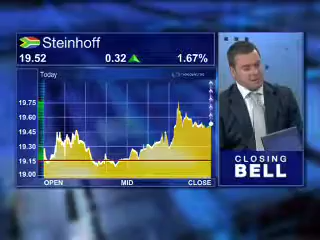 Steinhoff
19.52 0.32 1.67%
Today
19.75
19.60
19.45
19.30
19.15
19.00
OPEN MID CLOSE
CLOSING
BELL